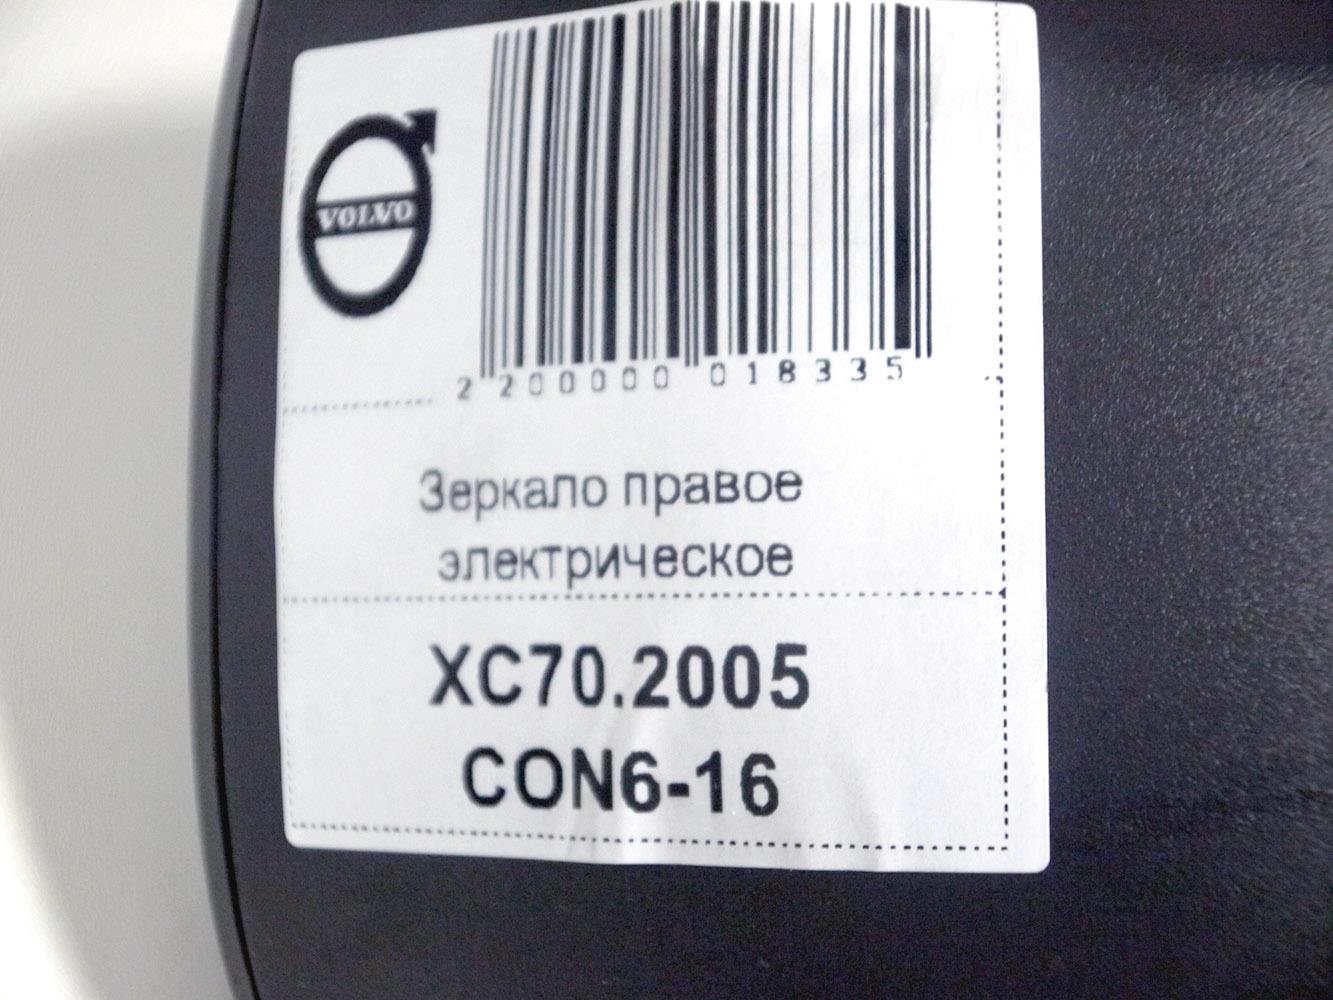 VOLVO
2 200000 018335
Зеркало правое
электрическое
XC70.2005
CON6-16